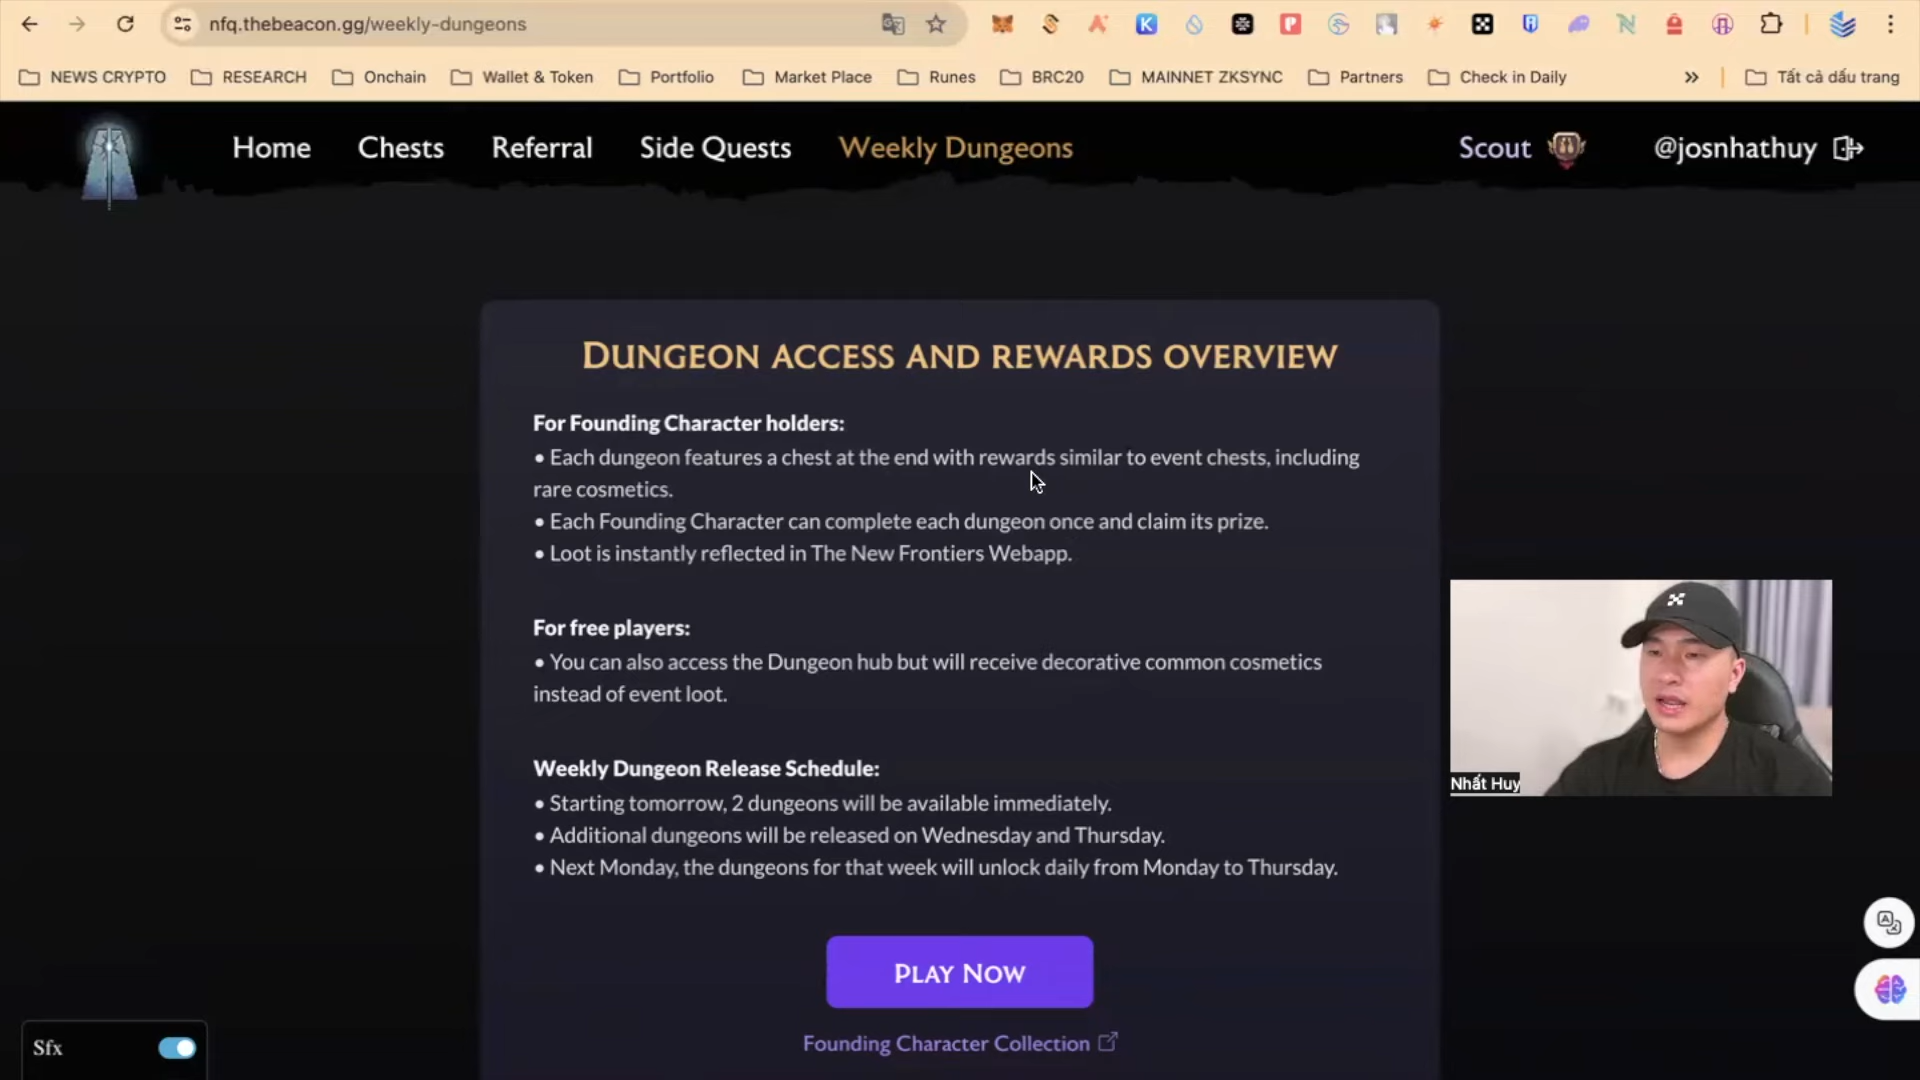 nfq.thebeacon.gg/weekly-dungeons
NEWS CRYPTO RESEARCH Onchain Wallet & Token Portfolio Market Place Runes BRC20 MAINNET ZKSYNC Partners Check in Daily » Tất cả dấu trang
Home Chests Referral Side Quests Weekly Dungeons Scout @josnhathuy
DUNGEON ACCESS AND REWARDS OVERVIEW
For Founding Character holders:
• Each dungeon features a chest at the end with rewards similar to event chests, including
rare cosmetics.
• Each Founding Character can complete each dungeon once and claim its prize.
• Loot is instantly reflected in The New Frontiers Webapp.
For free players:
• You can also access the Dungeon hub but will receive decorative common cosmetics
instead of event loot.
Weekly Dungeon Release Schedule:
• Starting tomorrow, 2 dungeons will be available immediately.
• Additional dungeons will be released on Wednesday and Thursday.
• Next Monday, the dungeons for that week will unlock daily from Monday to Thursday.
Nhất Huy
PLAY NOW
Founding Character Collection
Sfx